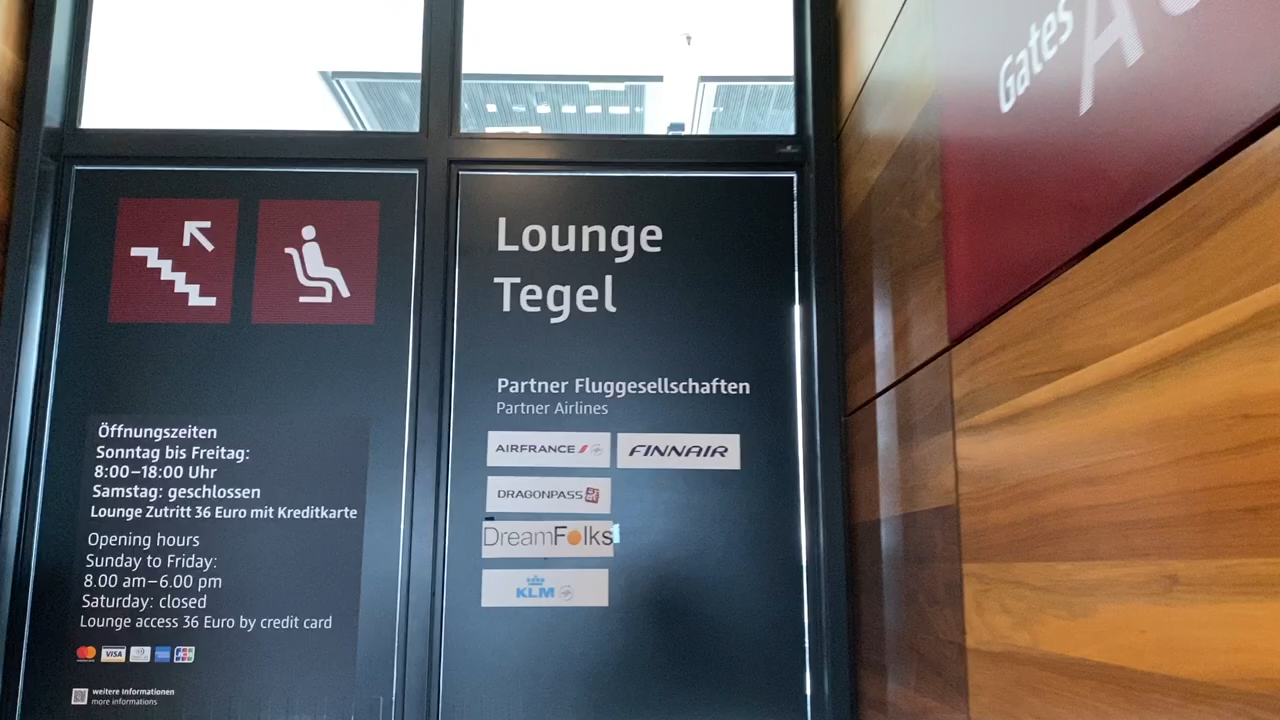 Gates A
Lounge
Tegel
Partner Fluggesellschaften
Partner Airlines
AIRFRANCE
FINNAIR
DRAGONPASS
DreamFolks
KLM
Öffnungszeiten
Sonntag bis Freitag:
8:00–18:00 Uhr
Samstag: geschlossen
Lounge Zutritt 36 Euro mit Kreditkarte
Opening hours
Sunday to Friday:
8.00 am–6.00 pm
Saturday: closed
Lounge access 36 Euro by credit card
VISA
JCB
weitere Informationen
more informations